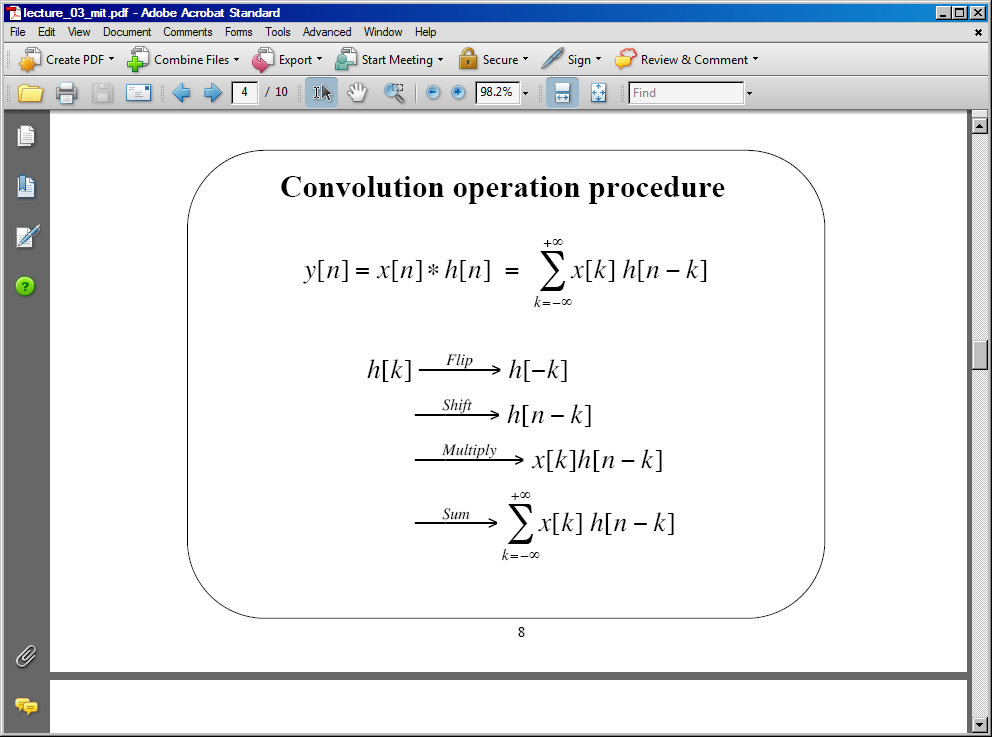 lecture_03_mit.pdf - Adobe Acrobat Standard
File Edit View Document Comments Forms Tools Advanced Window Help
Create PDF Combine Files Export Start Meeting Secure Sign Review & Comment
4 / 10 98.2% Find
Convolution operation procedure
y[n] = x[n] * h[n] = ∑_{k=-∞}^{+∞} x[k] h[n − k]
h[k] Flip → h[−k]
Shift → h[n − k]
Multiply → x[k]h[n − k]
Sum → ∑_{k=-∞}^{+∞} x[k] h[n − k]
8